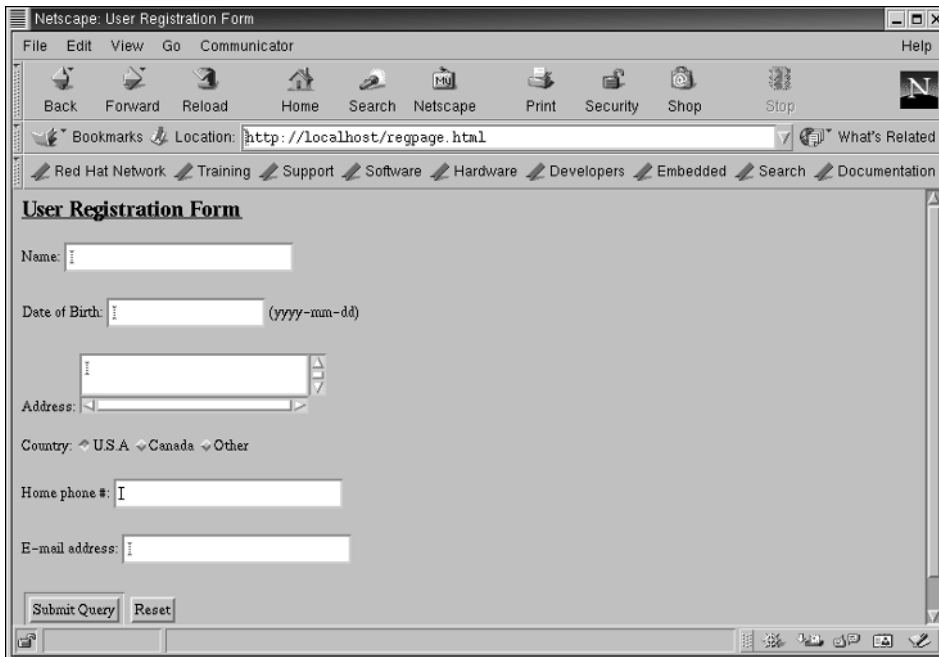 Netscape: User Registration Form
File Edit View Go Communicator Help
My N
Back Forward Reload Home Search Netscape Print Security Shop Stop
Bookmarks Location: http://localhost/regpage.html What's Related
Red Hat Network Training Support Software Hardware Developers Embedded Search Documentation
User Registration Form
Name:
Date of Birth: (yyyy-mm-dd)
Address:
Country: U.S.A Canada Other
Home phone #:
E-mail address:
Submit Query Reset